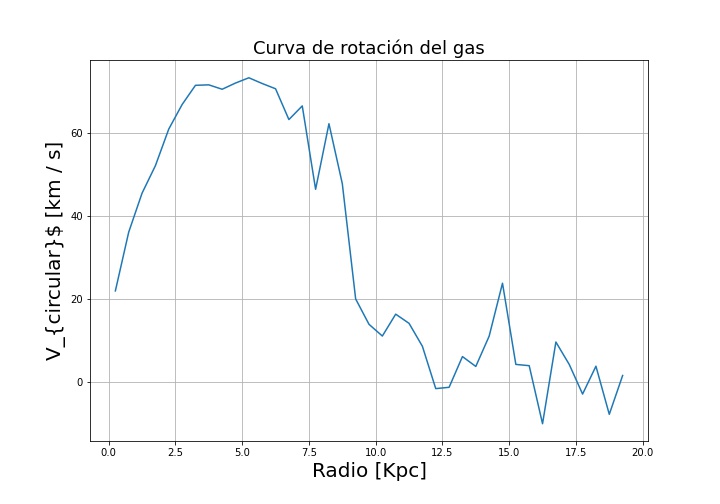 Curva de rotación del gas
V_{circular}$ [km / s]
60
40
20
0
0.0 2.5 5.0 7.5 10.0 12.5 15.0 17.5 20.0
Radio [Kpc]